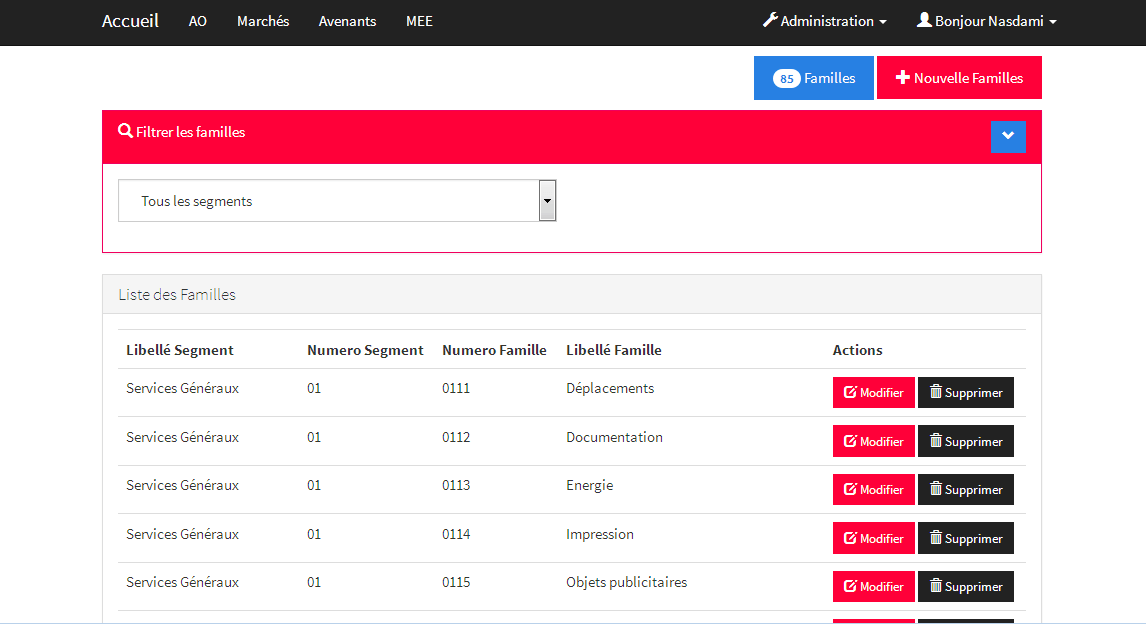 Accueil AO Marchés Avenants MEE Administration Bonjour Nasdami
85 Familles Nouvelle Familles
Filtrer les familles
Tous les segments
Liste des Familles
Libellé Segment Numero Segment Numero Famille Libellé Famille Actions
Services Généraux 01 0111 Déplacements Modifier Supprimer
Services Généraux 01 0112 Documentation Modifier Supprimer
Services Généraux 01 0113 Energie Modifier Supprimer
Services Généraux 01 0114 Impression Modifier Supprimer
Services Généraux 01 0115 Objets publicitaires Modifier Supprimer